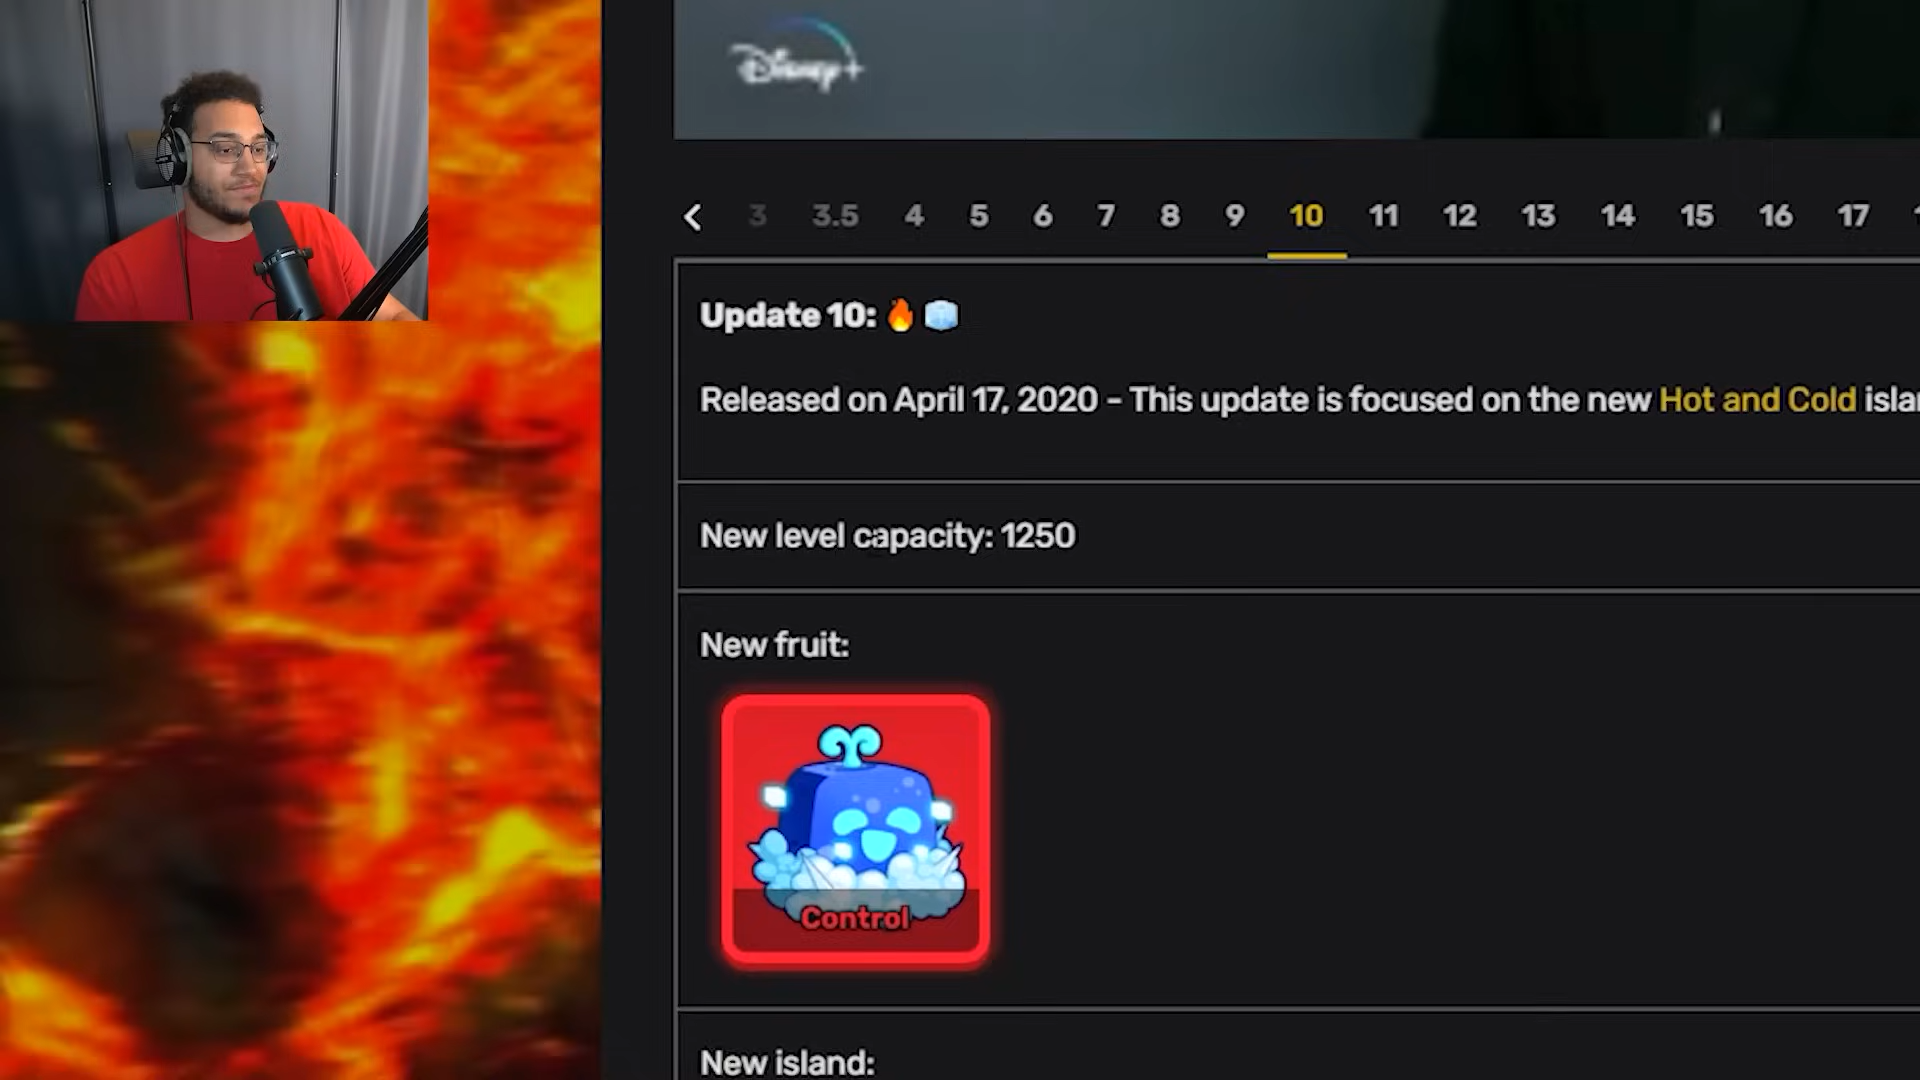 Disney+
3 3.5 4 5 6 7 8 9 10 11 12 13 14 15 16 17
Update 10: 🔥🧊
Released on April 17, 2020 - This update is focused on the new Hot and Cold
New level capacity: 1250
New fruit:
Control
New island: